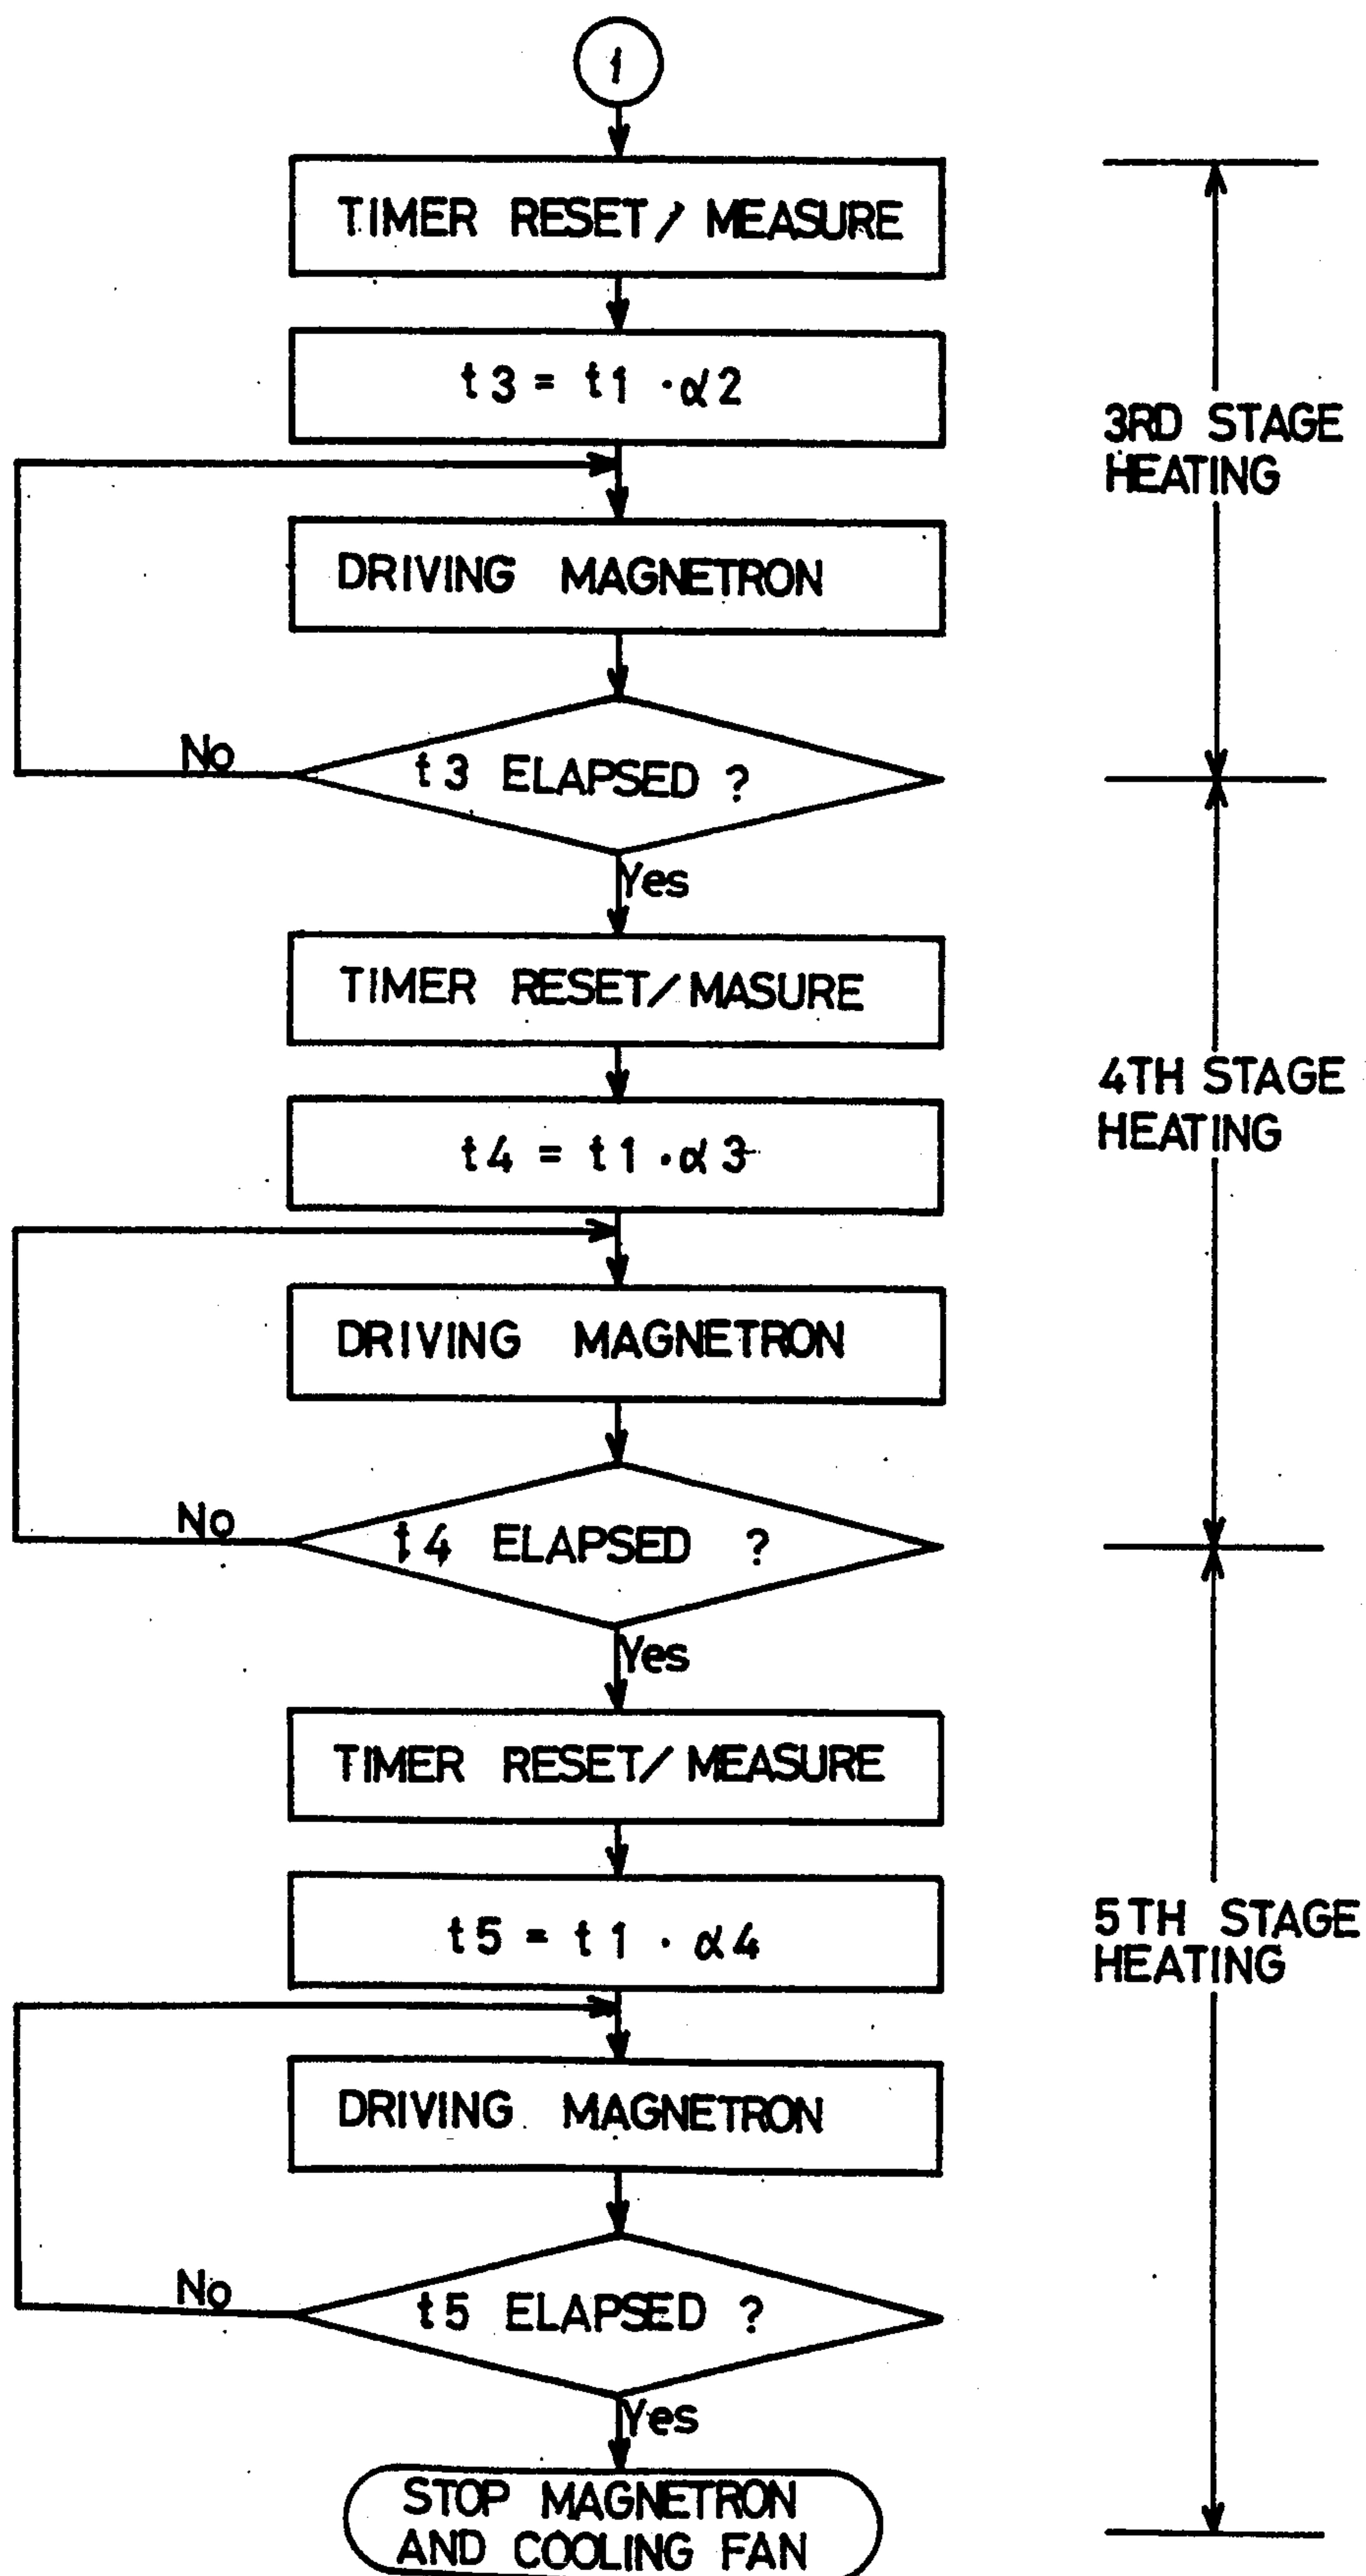 1
TIMER RESET / MEASURE
t3 = t1 · α2
3RD STAGE
HEATING
DRIVING MAGNETRON
No
t3 ELAPSED ?
Yes
TIMER RESET / MASURE
t4 = t1 · α3
4TH STAGE
HEATING
DRIVING MAGNETRON
No
t4 ELAPSED ?
Yes
TIMER RESET / MEASURE
t5 = t1 · α4
5TH STAGE
HEATING
DRIVING MAGNETRON
No
t5 ELAPSED ?
Yes
STOP MAGNETRON
AND COOLING FAN